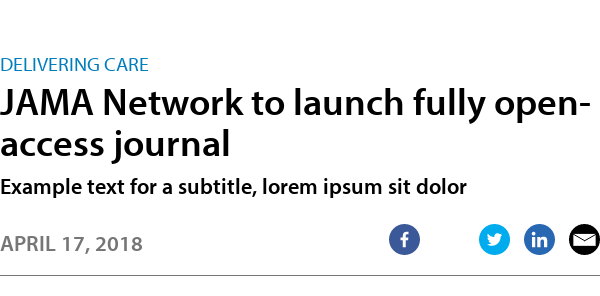 DELIVERING CARE
JAMA Network to launch fully open-
access journal
Example text for a subtitle, lorem ipsum sit dolor
APRIL 17, 2018
f
in